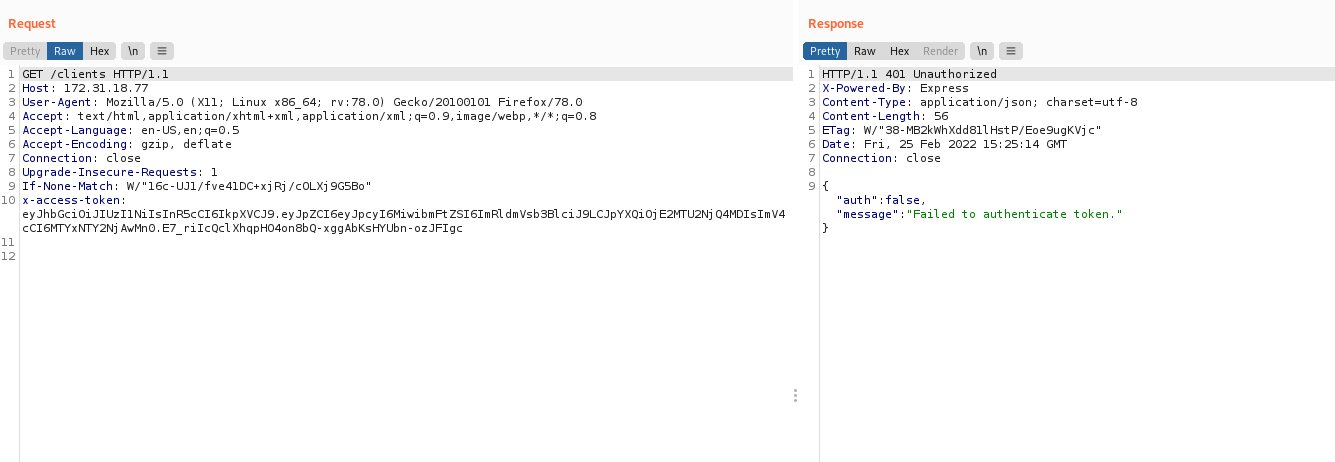 Request
Pretty Raw Hex \n ≡
1 GET /clients HTTP/1.1
2 Host: 172.31.18.77
3 User-Agent: Mozilla/5.0 (X11; Linux x86_64; rv:78.0) Gecko/20100101 Firefox/78.0
4 Accept: text/html,application/xhtml+xml,application/xml;q=0.9,image/webp,*/*;q=0.8
5 Accept-Language: en-US,en;q=0.5
6 Accept-Encoding: gzip, deflate
7 Connection: close
8 Upgrade-Insecure-Requests: 1
9 If-None-Match: W/"16c-UJ1/fve41DC+xjRj/cOLXj9G5Bo"
10 x-access-token:
eyJhbGciOiJIUzI1NiIsInR5cCI6IkpXVCJ9.eyJpZCI6eyJpcyI6MiwibmFtZSI6ImRldmVsb3BlciJ9LCJpYXQiOjE2MTU2NjQ4MDIsImV4
cCI6MTYxNTY2NjAwMn0.E7_riIcQclXhqpHO4on8bQ-xggAbKsHYUbn-ozJFIgc
11
12
Response
Pretty Raw Hex Render \n ≡
1 HTTP/1.1 401 Unauthorized
2 X-Powered-By: Express
3 Content-Type: application/json; charset=utf-8
4 Content-Length: 56
5 ETag: W/"38-MB2kWhXdd81lHstP/Eoe9ugKVjc"
6 Date: Fri, 25 Feb 2022 15:25:14 GMT
7 Connection: close
8
9 {
"auth":false,
"message":"Failed to authenticate token."
}